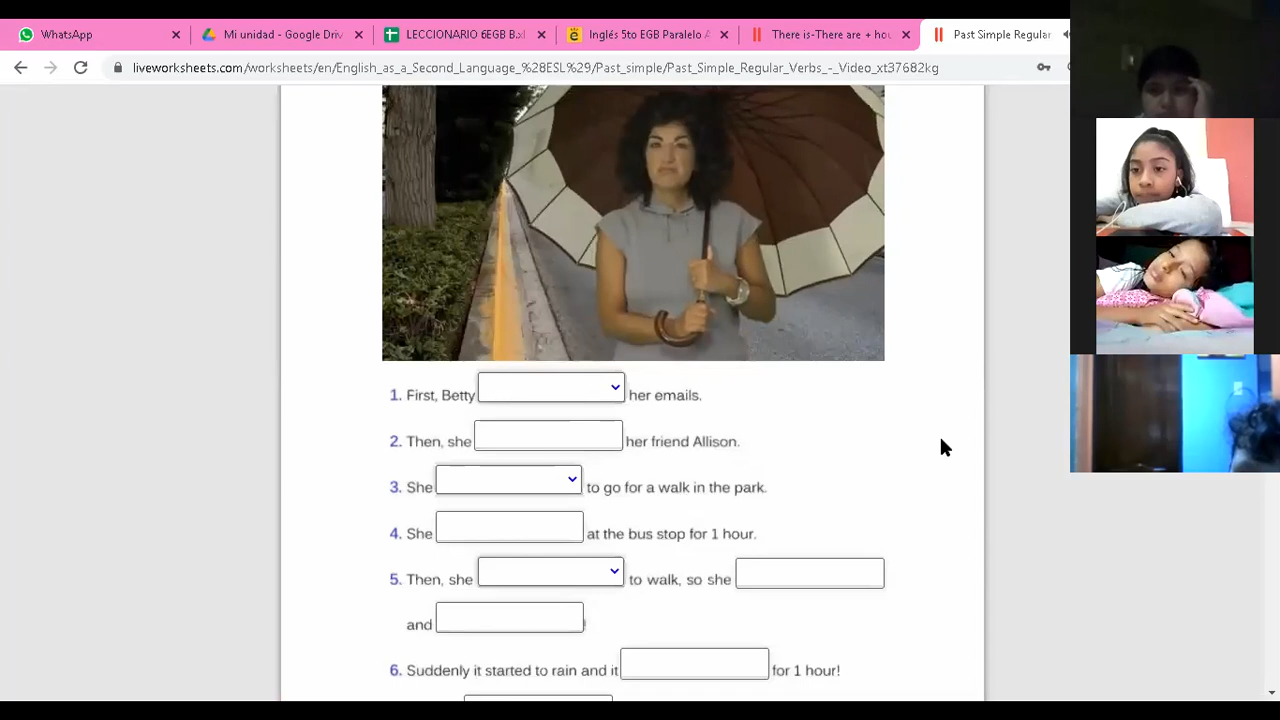 WhatsApp
Mi unidad - Google Driv
LECCIONARIO 6EGB B.xl
Inglés 5to EGB Paralelo A
There is-There are + hou
Past Simple Regular
liveworksheets.com/worksheets/en/English_as_a_Second_Language_%28ESL%29/Past_simple/Past_Simple_Regular_Verbs_-_Video_xt37682kg
1. First, Betty her emails.
2. Then, she her friend Allison.
3. She to go for a walk in the park.
4. She at the bus stop for 1 hour.
5. Then, she to walk, so she
and
6. Suddenly it started to rain and it for 1 hour!